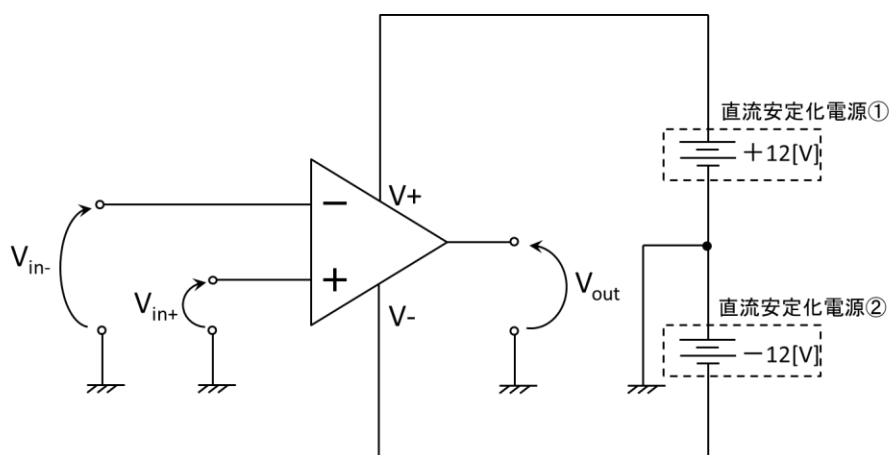 直流安定化電源①
+12[V]
V+
−
Vin-
+
Vin+
Vout
V-
直流安定化電源②
−12[V]